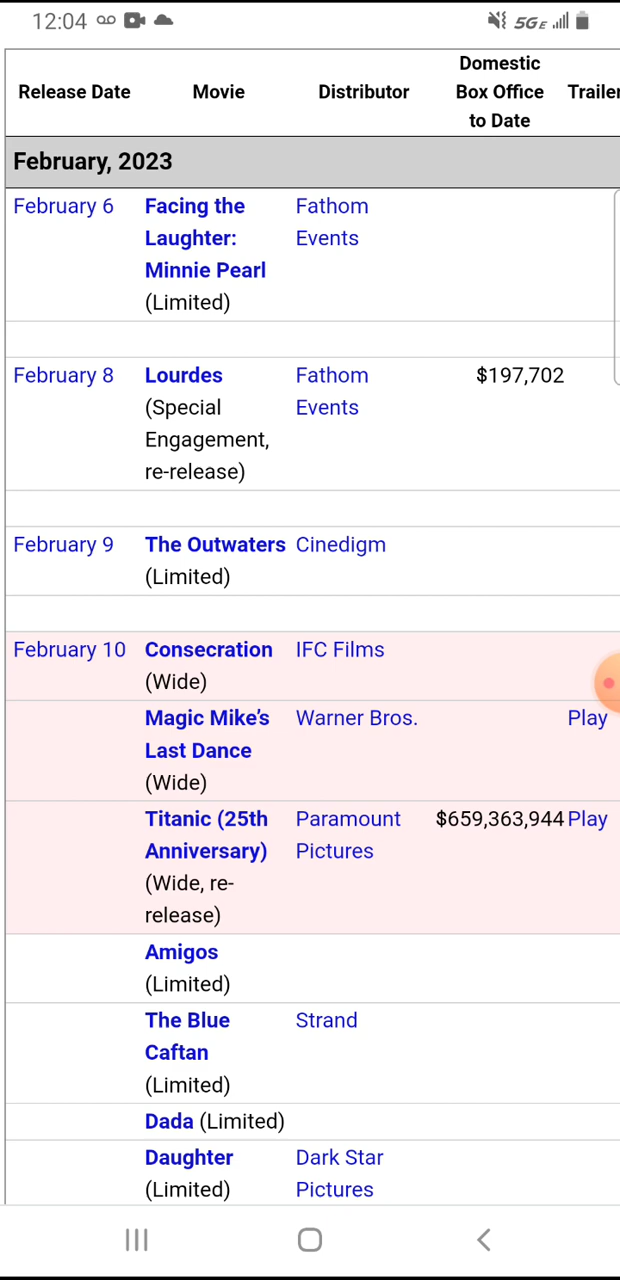 12:04
5GE
Domestic
Release Date Movie Distributor Box Office Trailer
to Date
February, 2023
February 6 Facing the Fathom
Laughter: Events
Minnie Pearl
(Limited)
February 8 Lourdes Fathom $197,702
(Special Events
Engagement,
re-release)
February 9 The Outwaters Cinedigm
(Limited)
February 10 Consecration IFC Films
(Wide)
Magic Mike’s Warner Bros. Play
Last Dance
(Wide)
Titanic (25th Paramount $659,363,944 Play
Anniversary) Pictures
(Wide, re-
release)
Amigos
(Limited)
The Blue Strand
Caftan
(Limited)
Dada (Limited)
Daughter Dark Star
(Limited) Pictures